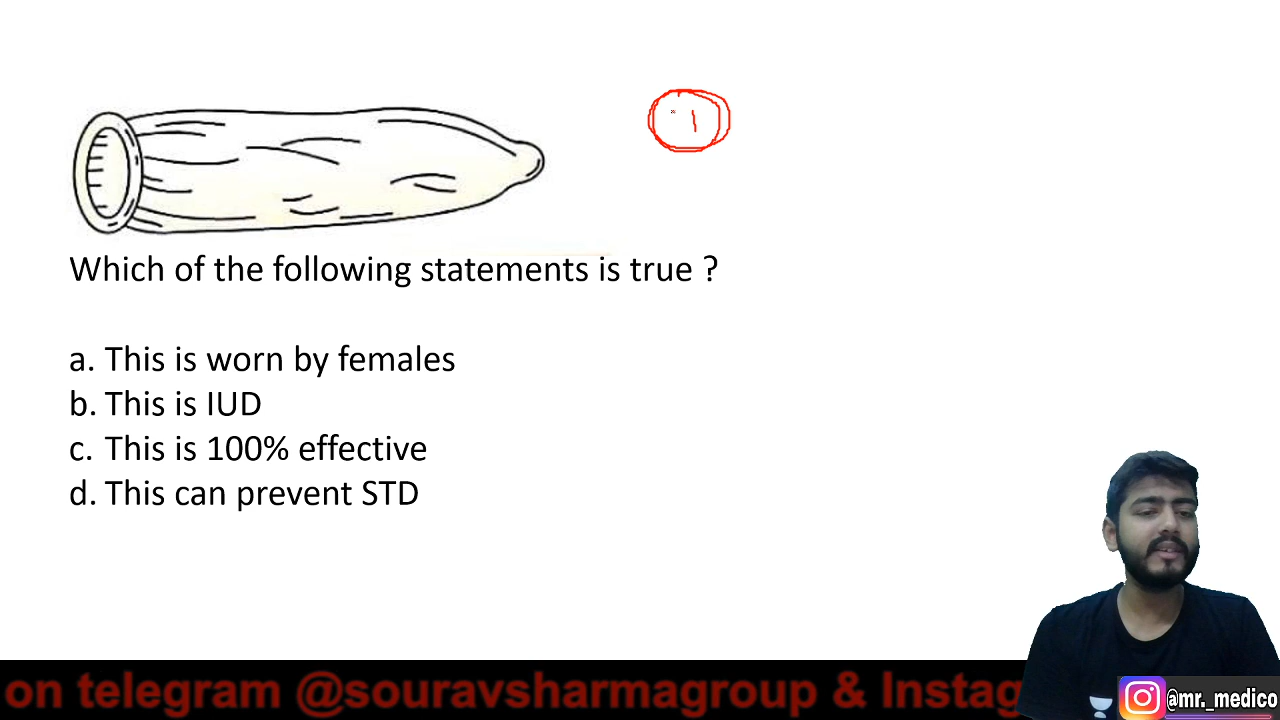 1
Which of the following statements is true ?
a. This is worn by females
b. This is IUD
c. This is 100% effective
d. This can prevent STD
on telegram @souravsharmagroup & Instag
@mr._medico